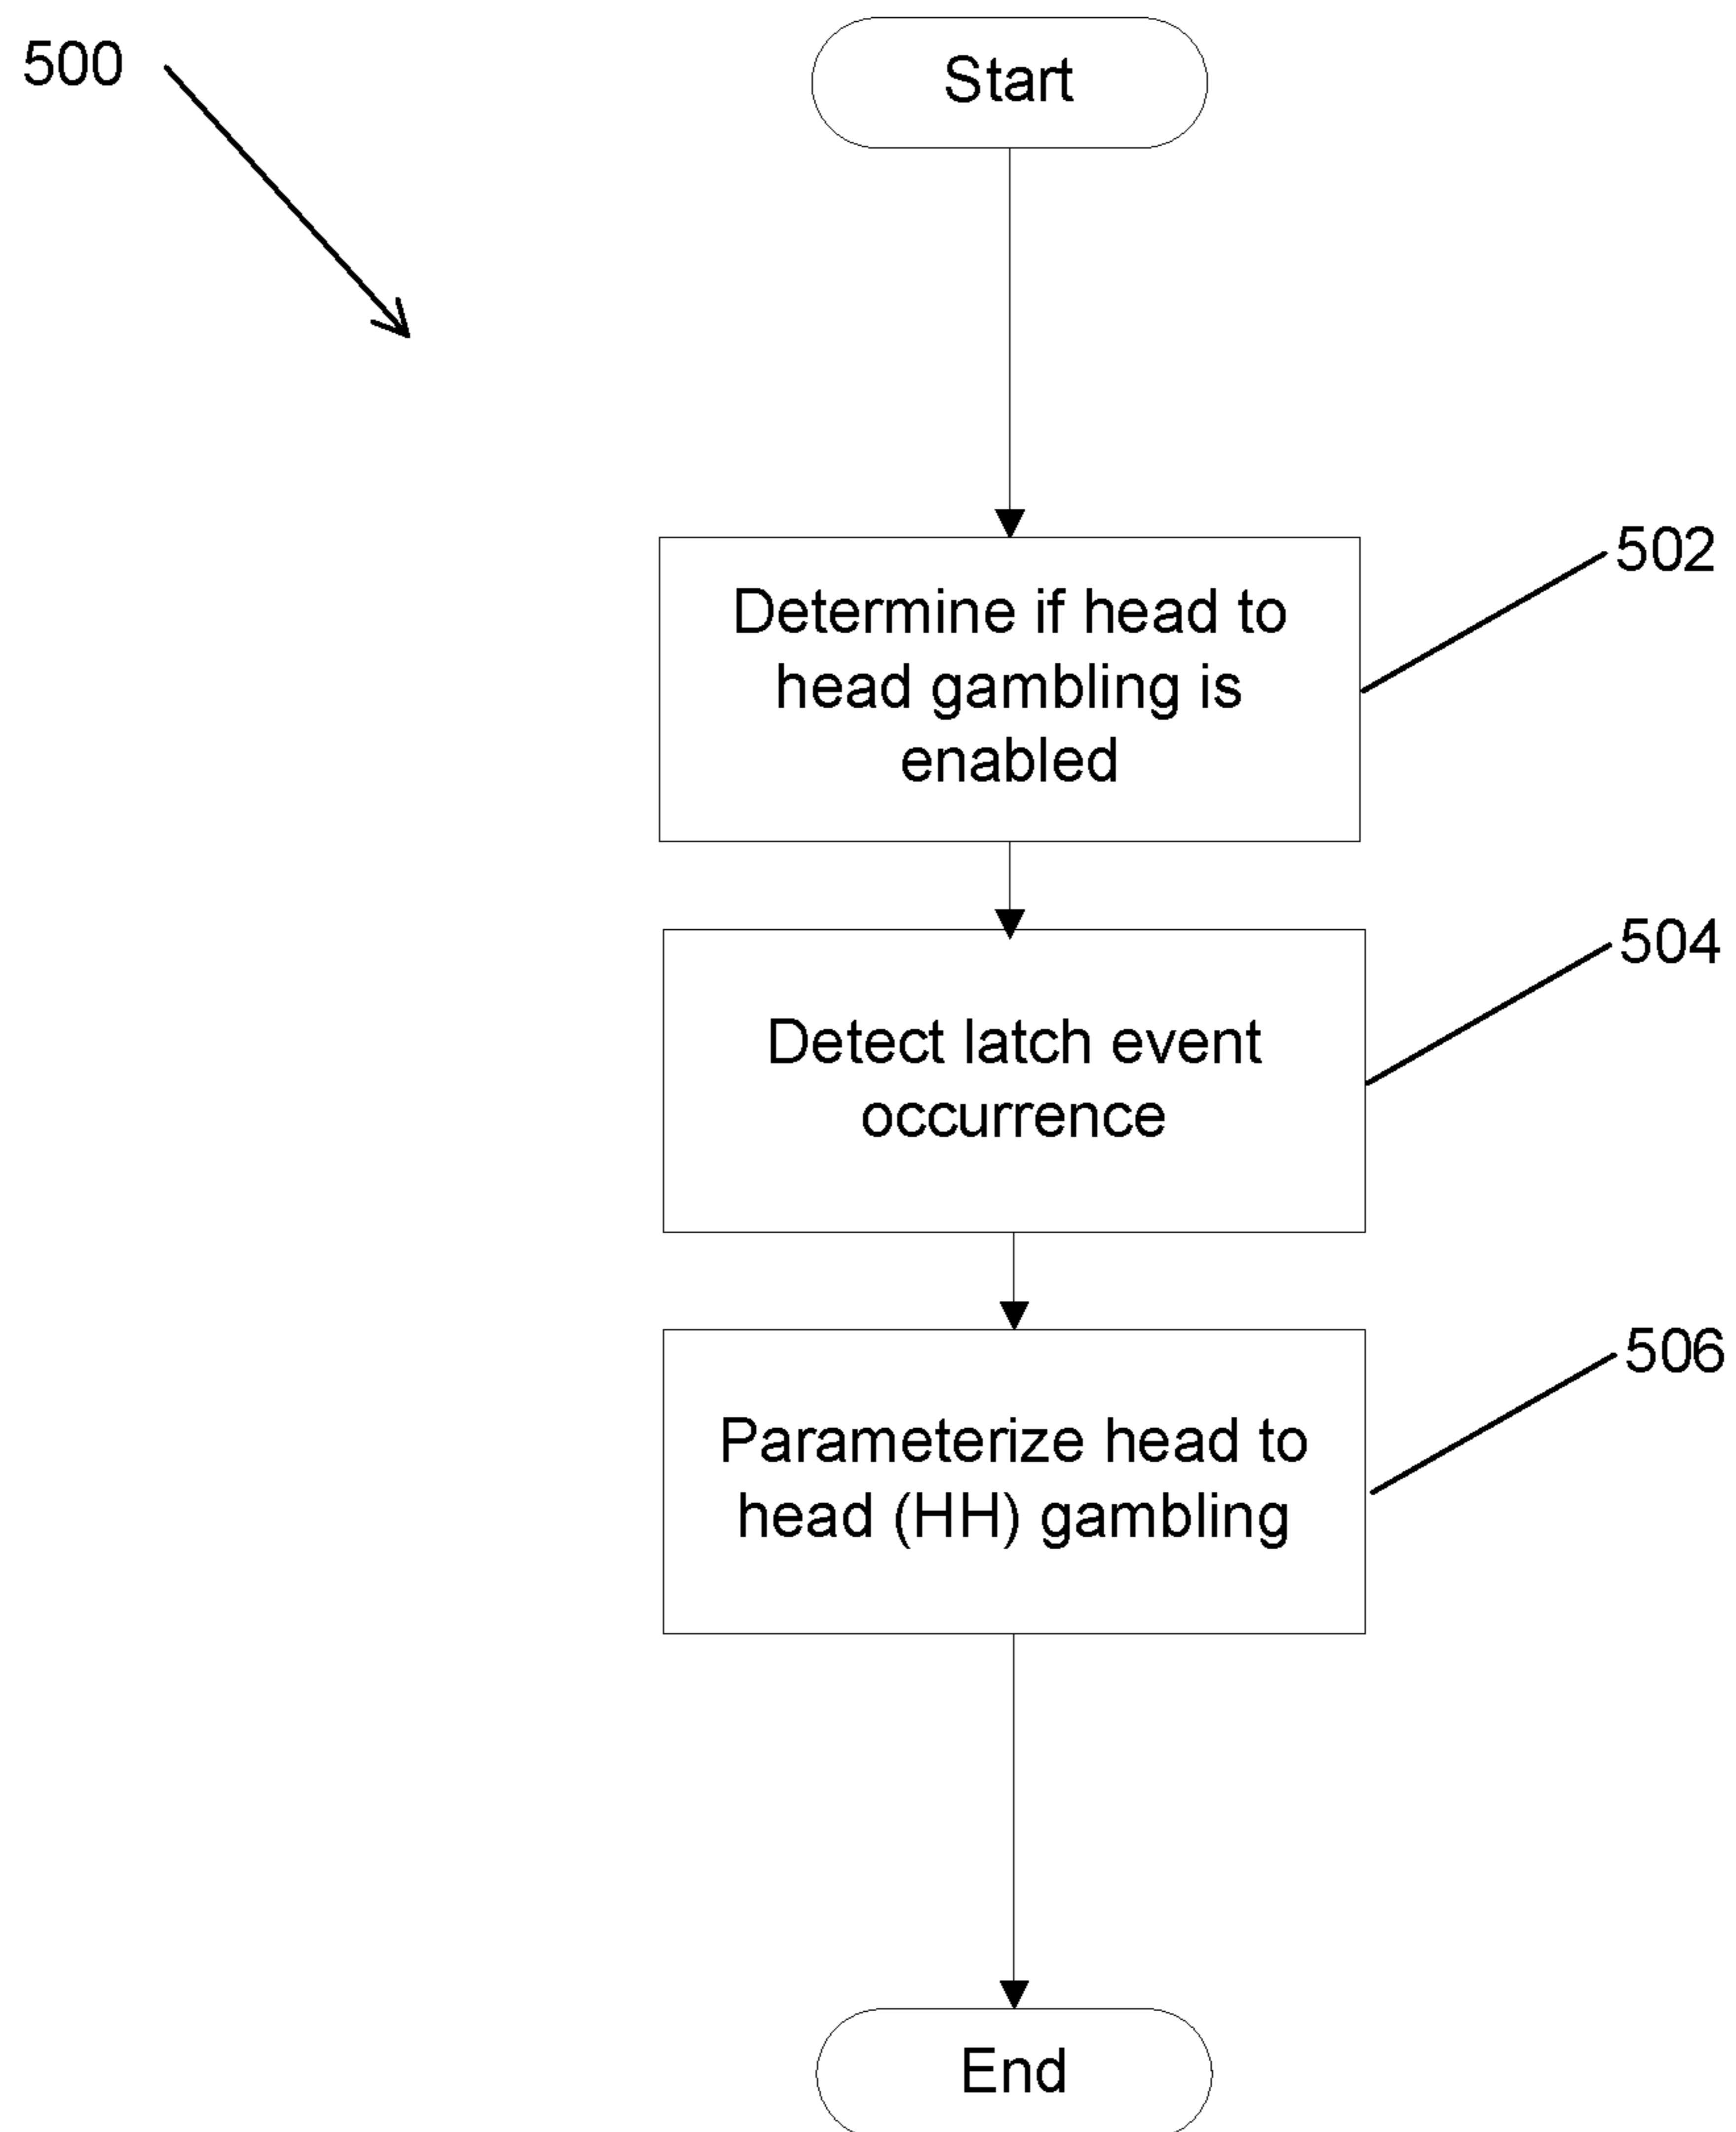 500
Start
Determine if head to
head gambling is
enabled
502
Detect latch event
occurrence
504
Parameterize head to
head (HH) gambling
506
End